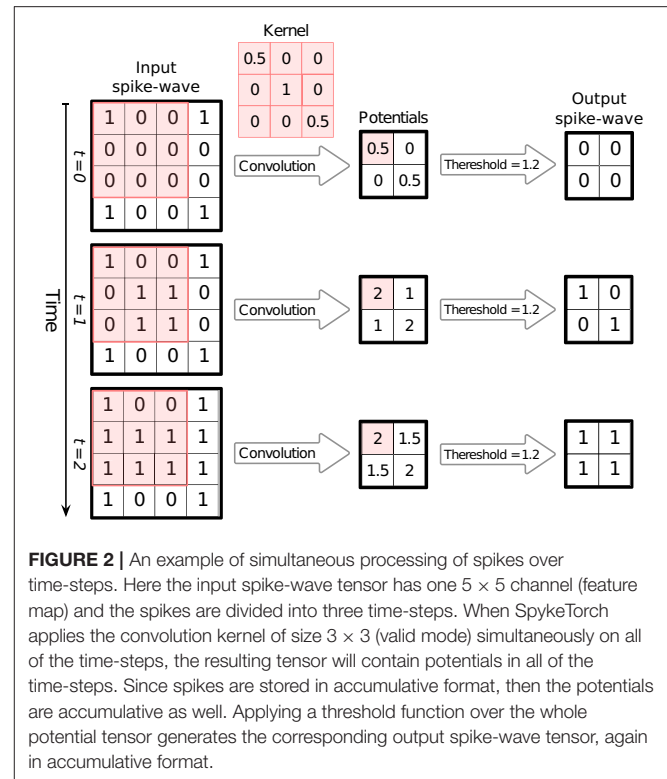 Kernel
0.5 0 0
0 1 0
0 0 0.5
Input
spike-wave
Potentials
Output
spike-wave
Time
t=0
1 0 0 1
0 0 0 0
0 0 0 0
1 0 0 1
Convolution
0.5 0
0 0.5
Thereshold = 1.2
0 0
0 0
t=1
1 0 0 1
0 1 1 0
0 1 1 0
1 0 0 1
Convolution
2 1
1 2
Thereshold = 1.2
1 0
0 1
t=2
1 0 0 1
1 1 1 1
1 1 1 1
1 0 0 1
Convolution
2 1.5
1.5 2
Thereshold = 1.2
1 1
1 1
FIGURE 2 | An example of simultaneous processing of spikes over
time-steps. Here the input spike-wave tensor has one 5 × 5 channel (feature
map) and the spikes are divided into three time-steps. When SpykeTorch
applies the convolution kernel of size 3 × 3 (valid mode) simultaneously on all
of the time-steps, the resulting tensor will contain potentials in all of the
time-steps. Since spikes are stored in accumulative format, then the potentials
are accumulative as well. Applying a threshold function over the whole
potential tensor generates the corresponding output spike-wave tensor, again
in accumulative format.